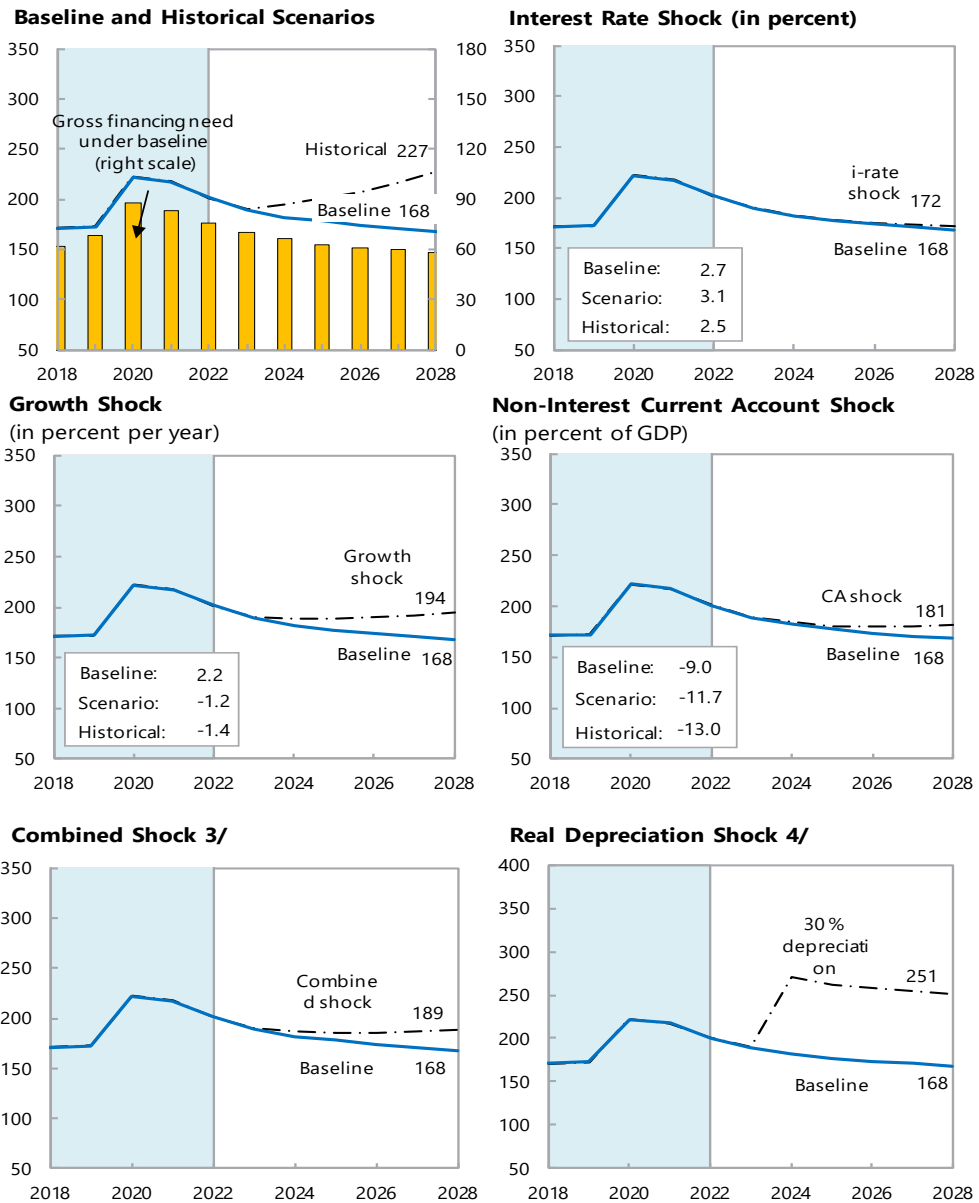 Baseline and Historical Scenarios
350
300
250
200
150
100
50
180
150
120
90
60
30
0
Gross financing need
under baseline
(right scale)
Historical 227
Baseline 168
2018 2020 2022 2024 2026 2028
Interest Rate Shock (in percent)
350
300
250
200
150
100
50
i-rate
shock
172
Baseline 168
Baseline: 2.7
Scenario: 3.1
Historical: 2.5
2018 2020 2022 2024 2026 2028
Growth Shock
(in percent per year)
350
300
250
200
150
100
50
Growth
shock
194
Baseline 168
Baseline: 2.2
Scenario: -1.2
Historical: -1.4
2018 2020 2022 2024 2026 2028
Non-Interest Current Account Shock
(in percent of GDP)
350
300
250
200
150
100
50
CA shock
181
Baseline 168
Baseline: -9.0
Scenario: -11.7
Historical: -13.0
2018 2020 2022 2024 2026 2028
Combined Shock 3/
350
300
250
200
150
100
50
Combine
d shock
189
Baseline 168
2018 2020 2022 2024 2026 2028
Real Depreciation Shock 4/
400
350
300
250
200
150
100
50
30 %
depreciati
on
251
Baseline 168
2018 2020 2022 2024 2026 2028